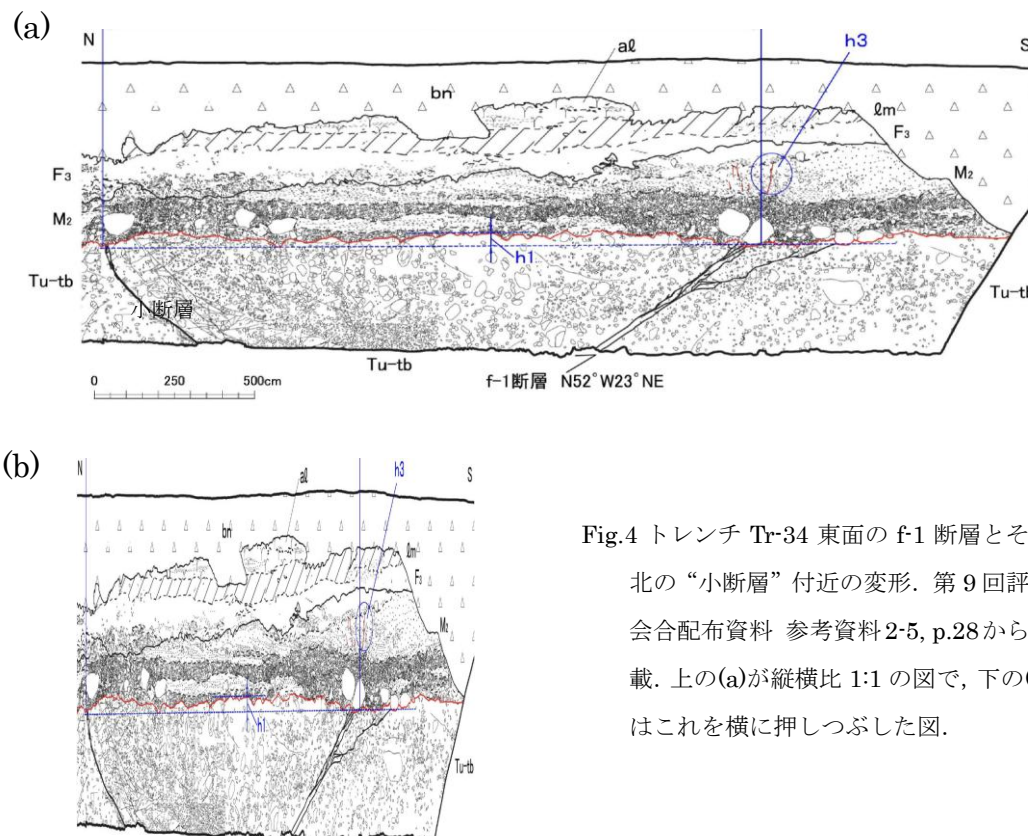 (a)
N
aℓ
h3
S
bn
ℓm
F₃
F₃
M₂
M₂
h1
Tu-tb
Tu-tb
小断層
Tu-tb
0 250 500cm
f-1断層 N52°W23°NE
(b)
N
aℓ
h3
S
bn
ℓm
F₃
M₂
h1
Tu-tb
Fig.4 トレンチ Tr-34 東面の f-1 断層とそ
北の “小断層” 付近の変形. 第 9 回評
会合配布資料 参考資料 2-5, p.28 から
載. 上の(a)が縦横比 1:1 の図で, 下の(
はこれを横に押しつぶした図.